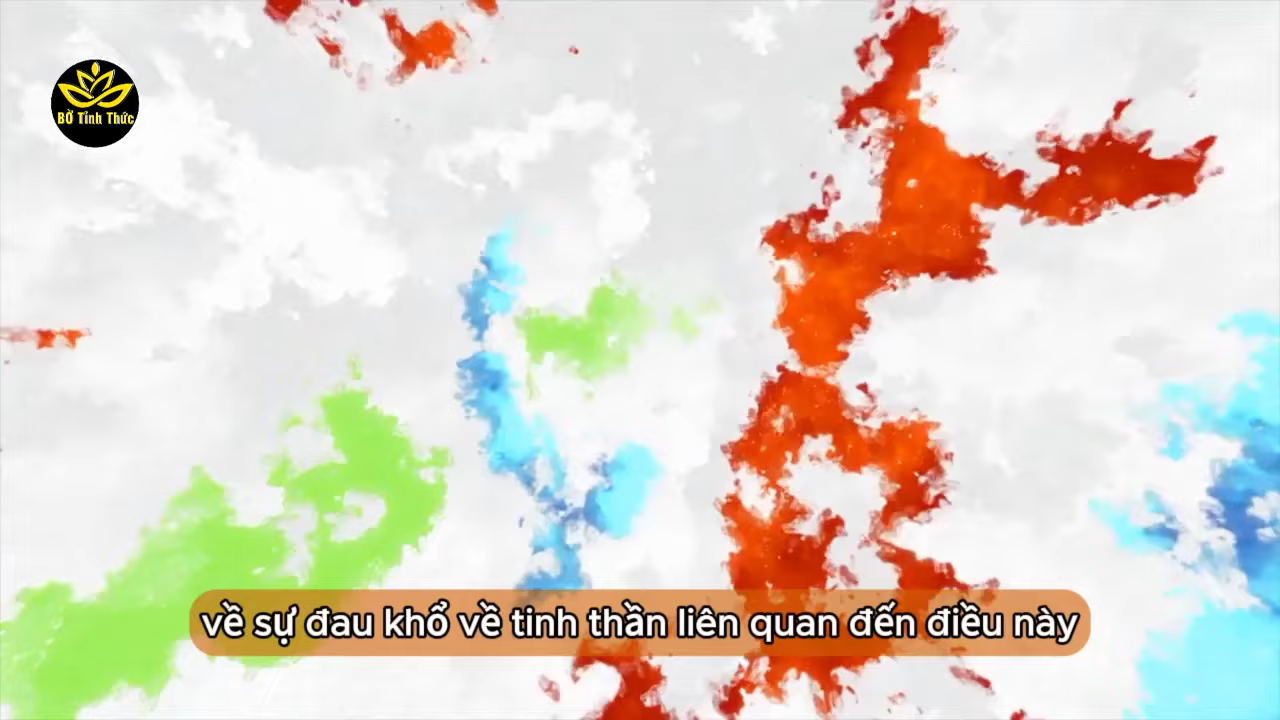 BỜ Tỉnh Thức
về sự đau khổ về tinh thần liên quan đến điều này